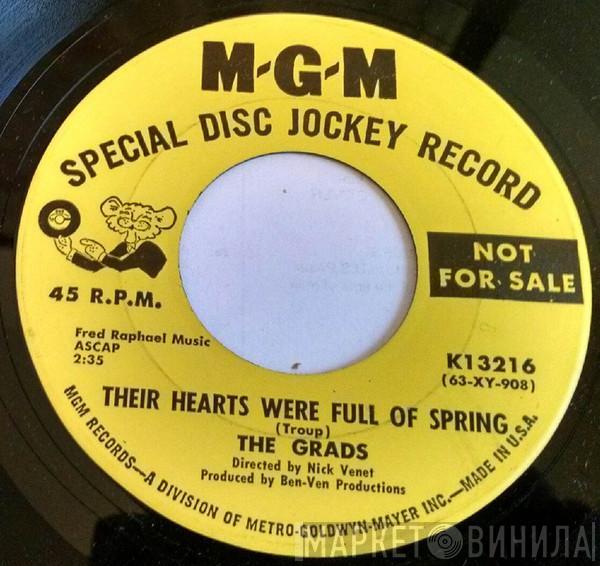 M-G-M
SPECIAL DISC JOCKEY RECORD
NOT
FOR SALE
45 R.P.M.
Fred Raphael Music
ASCAP
2:35
K13216
(63-XY-908)
THEIR HEARTS WERE FULL OF SPRING
(Troup)
THE GRADS
Directed by Nick Venet
Produced by Ben-Ven Productions
MGM RECORDS—A DIVISION OF METRO-GOLDWYN-MAYER INC.—MADE IN U.S.A.
МАРКЕТ ВИНИЛА